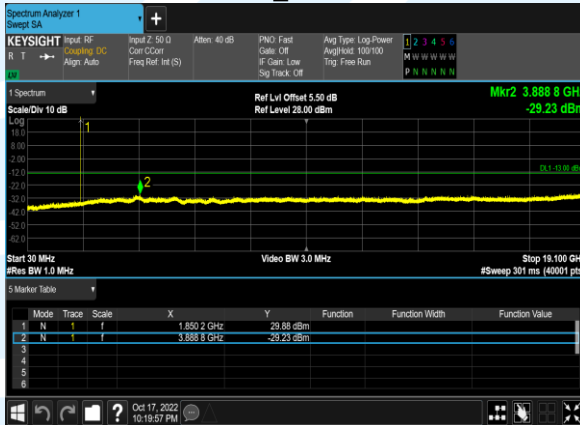 Spectrum Analyzer 1
Swept SA
KEYSIGHT
R T
Input: RF
Coupling: DC
Align: Auto
Input Z: 50 Ω
Corr CCorr
Freq Ref: Int (S)
Atten: 40 dB
PNO: Fast
Gate: Off
IF Gain: Low
Sig Track: Off
Avg Type: Log-Power
Avg|Hold: 100/100
Trig: Free Run
1 2 3 4 5 6
M W W W W W
P N N N N N
1 Spectrum
Scale/Div 10 dB
Ref Lvl Offset 5.50 dB
Ref Level 28.00 dBm
Mkr2 3.888 8 GHz
-29.23 dBm
Log
18.0
8.00
-2.00
-12.0
-22.0
-32.0
-42.0
-52.0
-62.0
1
2
DL1 -13.00 dB
Start 30 MHz
#Res BW 1.0 MHz
Video BW 3.0 MHz
Stop 19.100 GH
#Sweep 301 ms (40001 pts
5 Marker Table
Mode Trace Scale X Y Function Function Width Function Value
1 N 1 f 1.850 2 GHz 29.88 dBm
2 N 1 f 3.888 8 GHz -29.23 dBm
3
4
5
6
?
Oct 17, 2022
10:19:57 PM